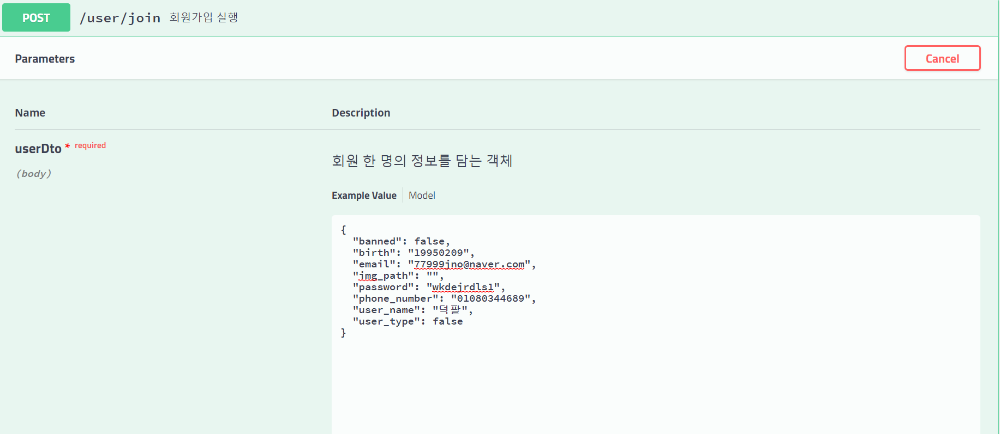 POST /user/join 회원가입 실행
Parameters Cancel
Name Description
userDto * required
(body)
회원 한 명의 정보를 담는 객체
Example Value Model
{
"banned": false,
"birth": "19950209",
"email": "77999jno@naver.com",
"img_path": "",
"password": "wkdejrdls1",
"phone_number": "01080344689",
"user_name": "덕팔",
"user_type": false
}